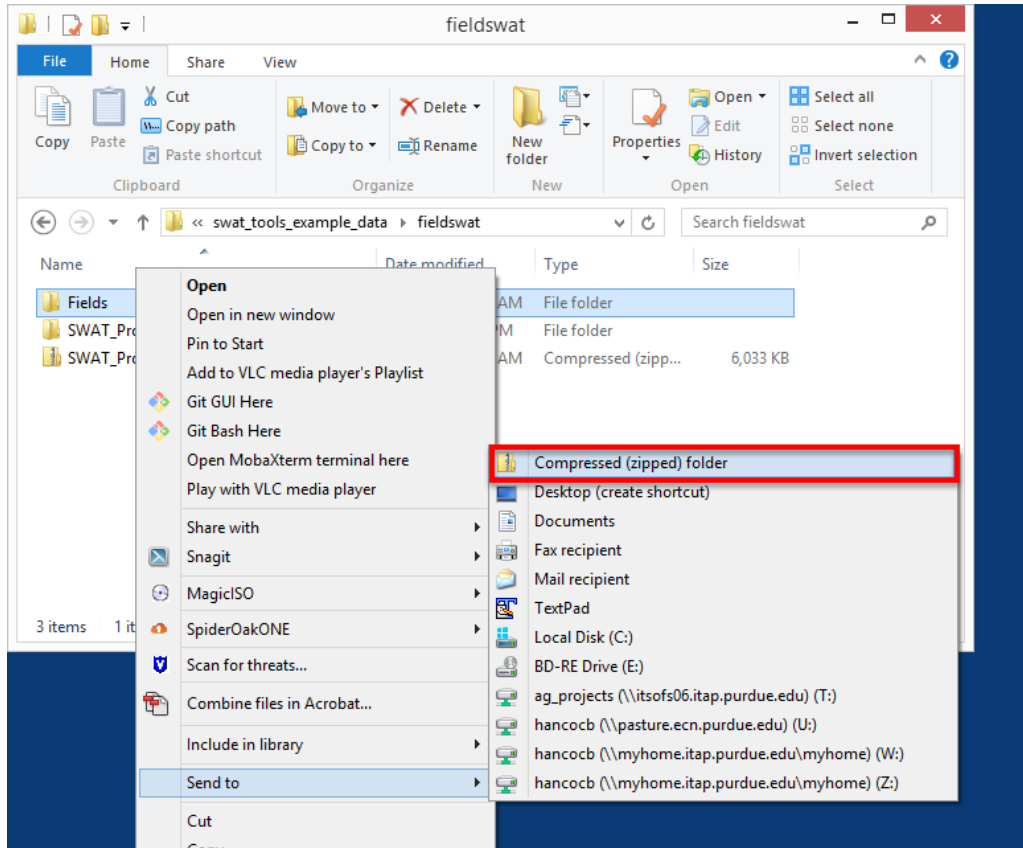 fieldswat
File Home Share View
Copy
Paste
Cut
Copy path
Paste shortcut
Clipboard
Move to
Copy to
Delete
Rename
Organize
New
folder
New
Properties
Open
Edit
History
Open
Select all
Select none
Invert selection
Select
« swat_tools_example_data fieldswat
Search fieldswat
Name Date modified Type Size
Fields AM File folder
SWAT_Pro PM File folder
SWAT_Pro AM Compressed (zipp... 6,033 KB
Open
Open in new window
Pin to Start
Add to VLC media player's Playlist
Git GUI Here
Git Bash Here
Open MobaXterm terminal here
Play with VLC media player
Share with
Snagit
MagicISO
SpiderOakONE
Scan for threats...
Combine files in Acrobat...
Include in library
Send to
Cut
Compressed (zipped) folder
Desktop (create shortcut)
Documents
Fax recipient
Mail recipient
TextPad
Local Disk (C:)
BD-RE Drive (E:)
ag_projects (\\itsofs06.itap.purdue.edu) (T:)
hancocb (\\pasture.ecn.purdue.edu) (U:)
hancocb (\\myhome.itap.purdue.edu\myhome) (W:)
hancocb (\\myhome.itap.purdue.edu\myhome) (Z:)
3 items 1 it